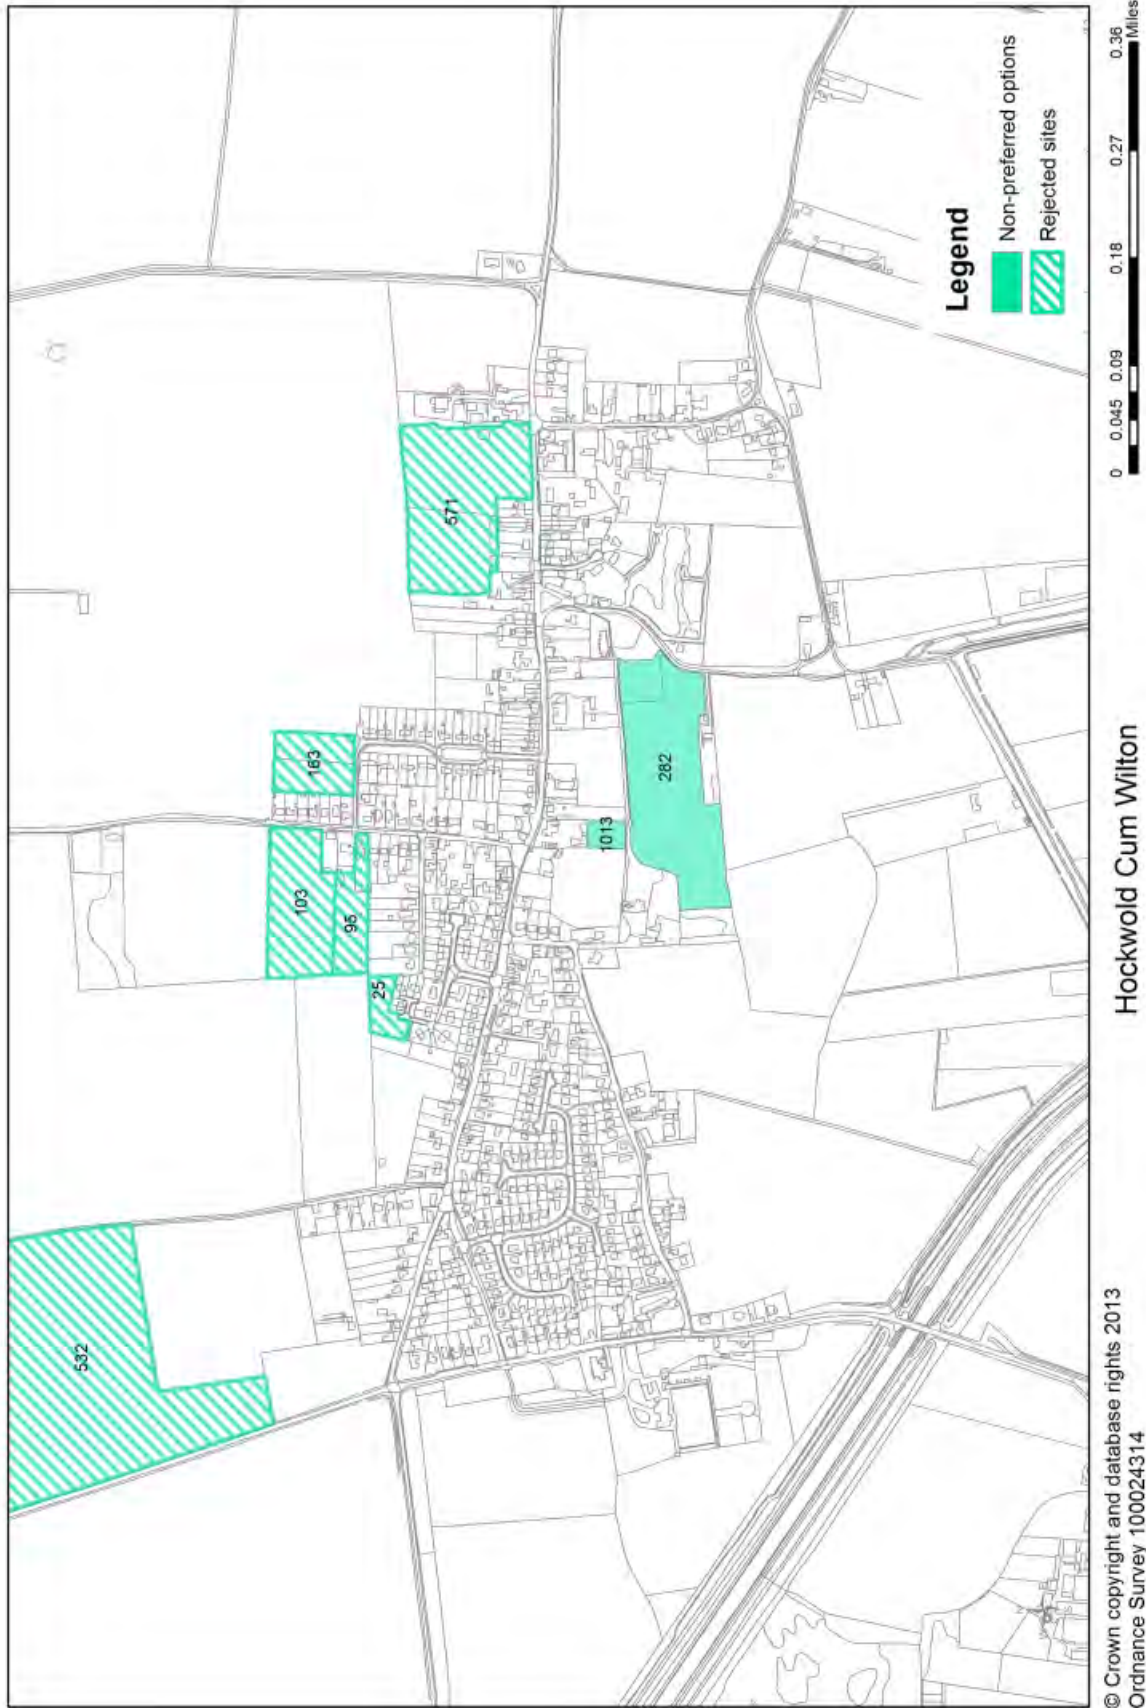 532
25
95
103
163
571
1013
282
Legend
Non-preferred options
Rejected sites
Hockwold Cum Wilton
© Crown copyright and database rights 2013
Ordnance Survey 100024314
0 0.045 0.09 0.18 0.27 0.36
Miles